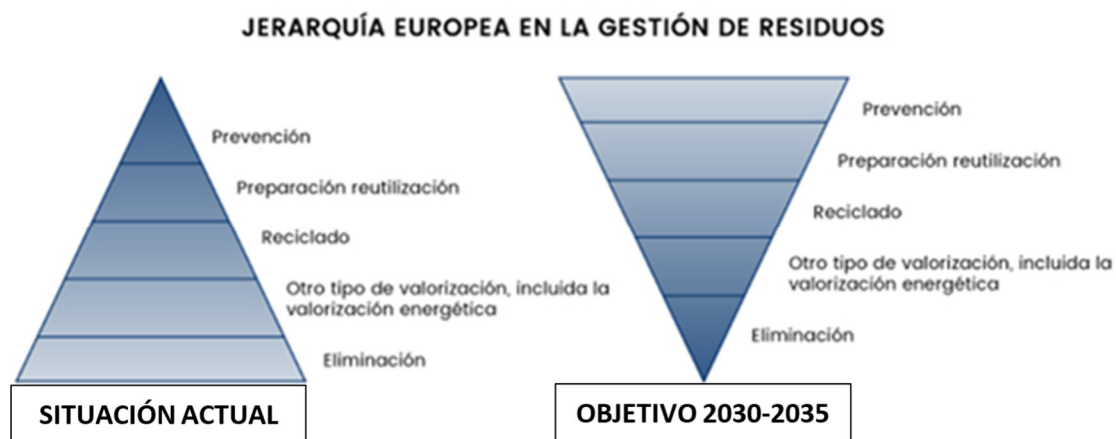 JERARQUÍA EUROPEA EN LA GESTIÓN DE RESIDUOS
Prevención
Preparación reutilización
Reciclado
Otro tipo de valorización, incluida la
valorización energética
Eliminación
SITUACIÓN ACTUAL
Prevención
Preparación reutilización
Reciclado
Otro tipo de valorización, incluida la
valorización energética
Eliminación
OBJETIVO 2030-2035